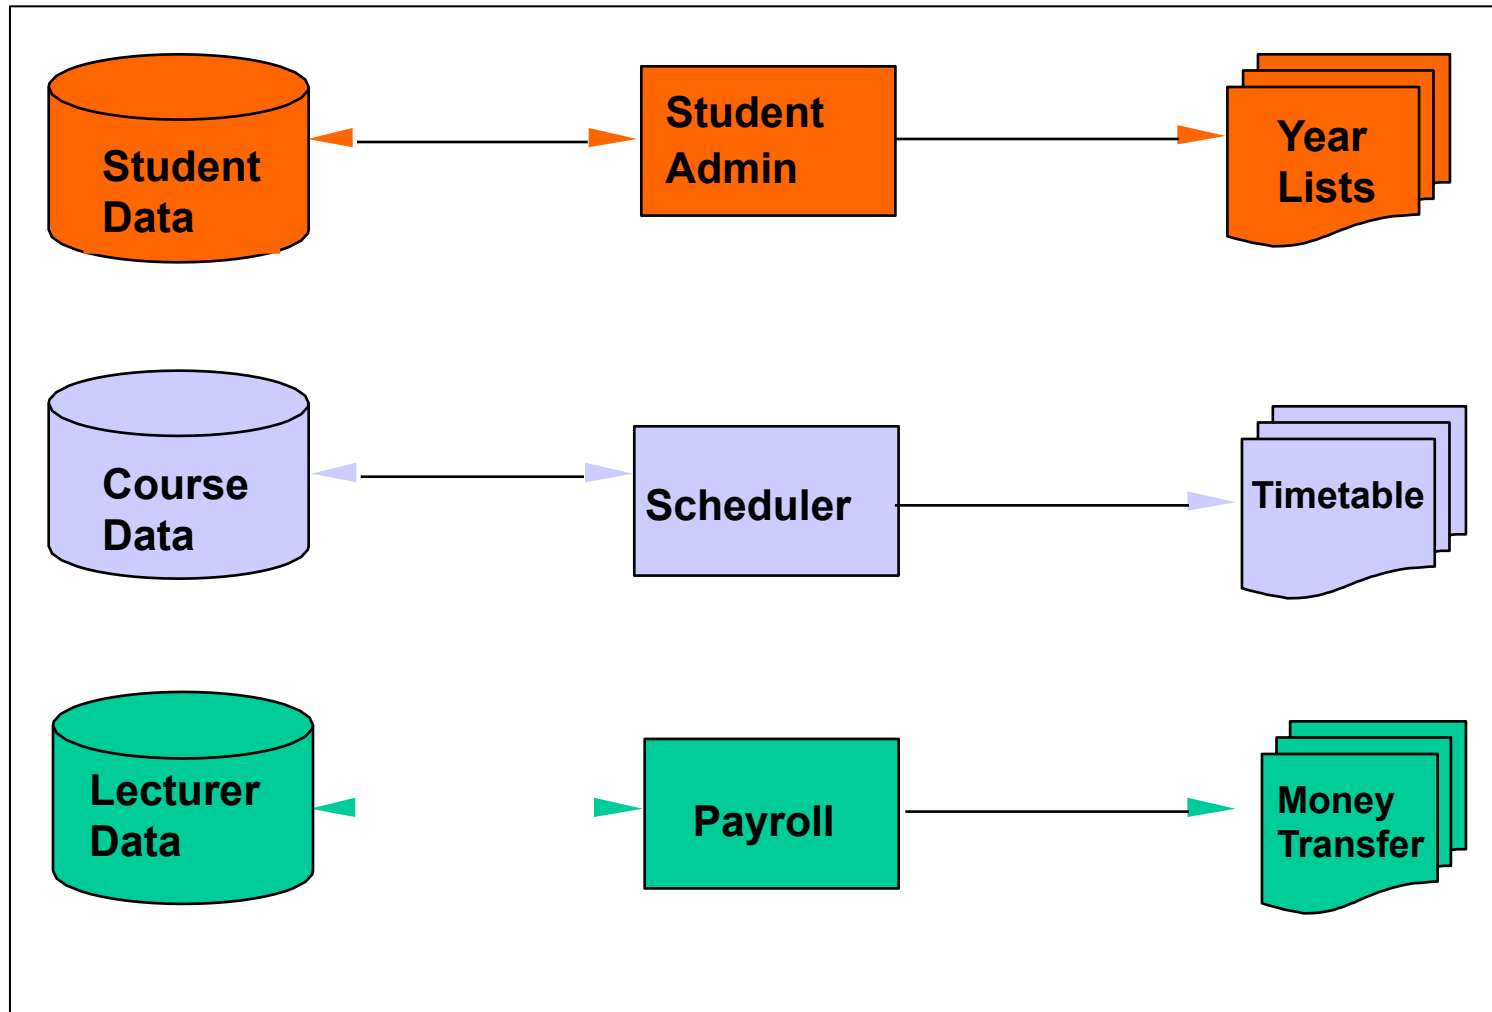 Student
Data
Student
Admin
Year
Lists
Course
Data
Scheduler
Timetable
Lecturer
Data
Payroll
Money
Transfer